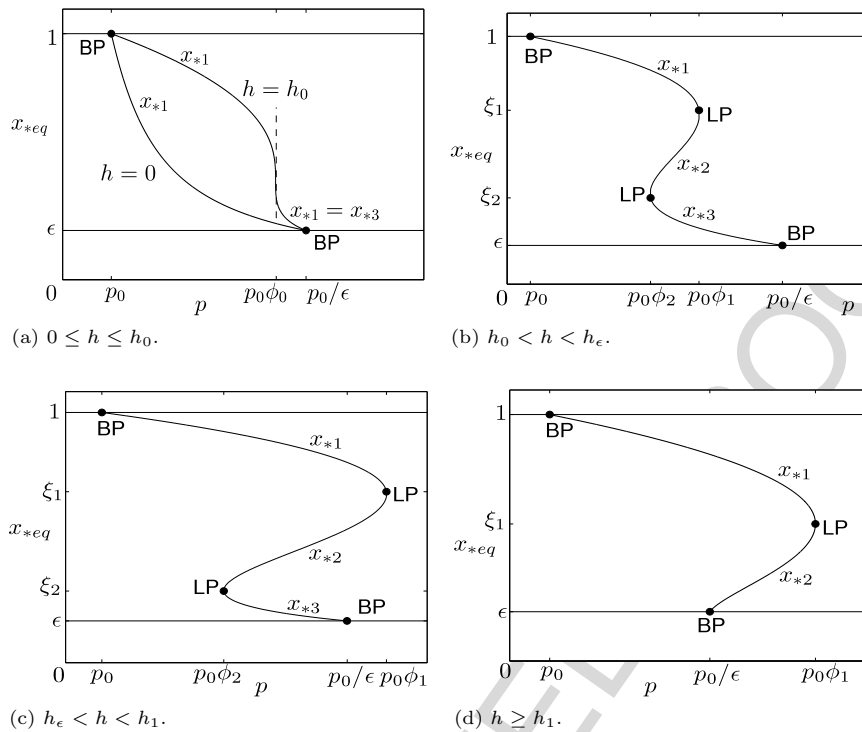 1
BP
x∗1
h = h0
x∗1
x∗eq
h = 0
x∗1 = x∗3
ϵ
BP
0
p0
p
p0ϕ0
p0/ϵ
(a) 0 ≤ h ≤ h0.
1
BP
x∗1
ξ1
LP
x∗eq
x∗2
ξ2
LP
x∗3
BP
ϵ
0
p0
p0ϕ2
p0ϕ1
p0/ϵ
p
(b) h0 < h < hϵ.
1
BP
x∗1
ξ1
LP
x∗eq
x∗2
ξ2
LP
x∗3
BP
ϵ
0
p0
p0ϕ2
p
p0/ϵ
p0ϕ1
(c) hϵ < h < h1.
1
BP
x∗1
ξ1
LP
x∗eq
x∗2
ϵ
BP
0
p0
p
p0/ϵ
p0ϕ1
(d) h ≥ h1.